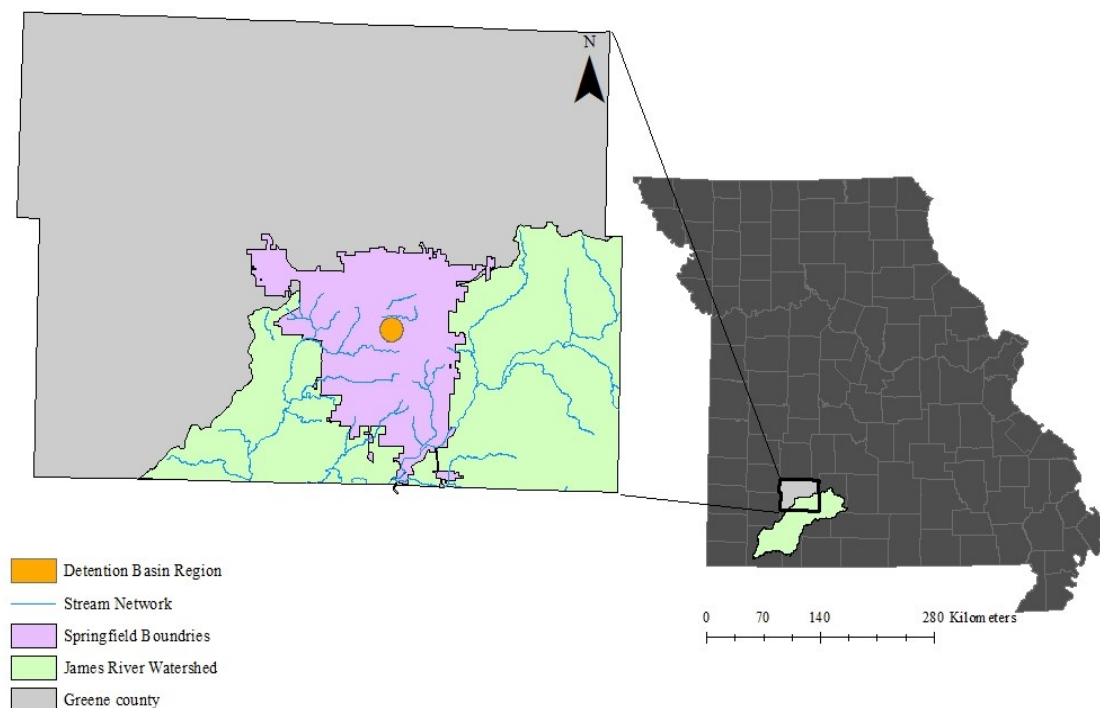 N
Detention Basin Region
Stream Network
Springfield Boundries
James River Watershed
Greene county
0 70 140 280 Kilometers